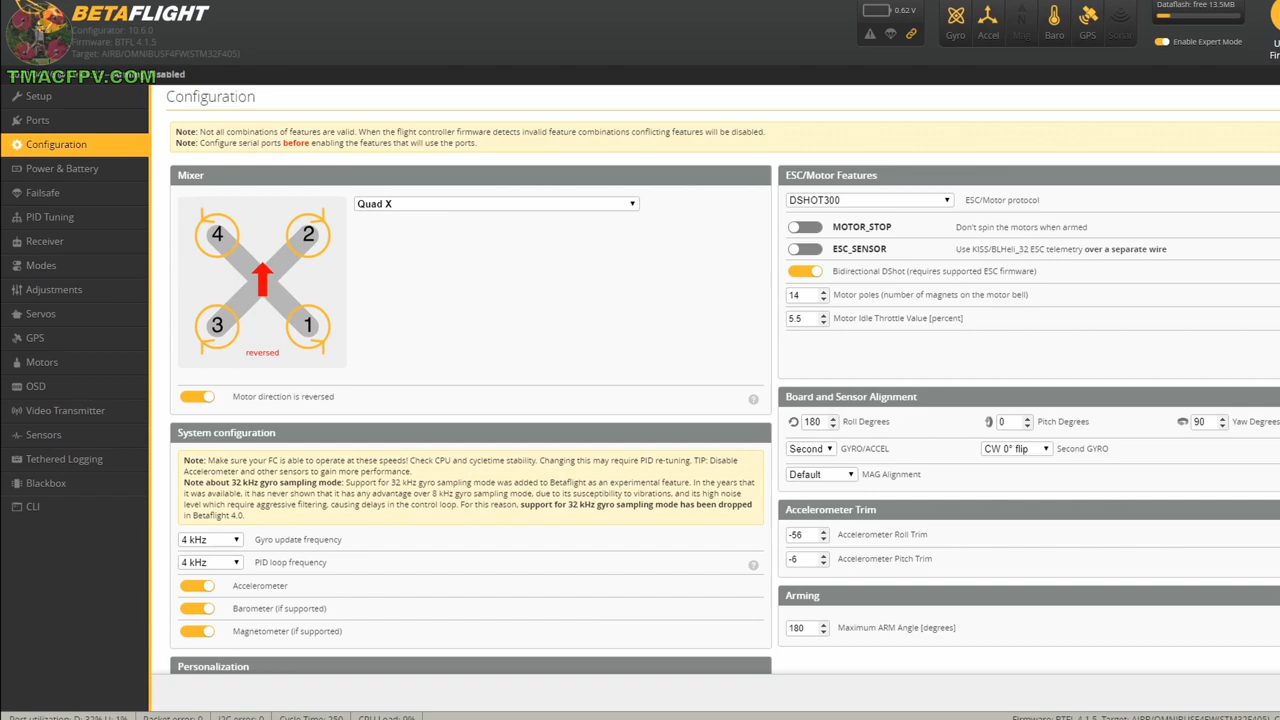 BETAFLIGHT
Configurator: 10.6.0
Firmware: BTFL 4.1.5
Target: AIRB/OMNIBUSF4FW(STM32F405)
TMACFPV.COM
0.62 V
Gyro
Accel
Mag
Baro
GPS
Sonar
Dataflash: free 13.5MB
Enable Expert Mode
Setup
Ports
Configuration
Power & Battery
Failsafe
PID Tuning
Receiver
Modes
Adjustments
Servos
GPS
Motors
OSD
Video Transmitter
Sensors
Tethered Logging
Blackbox
CLI
Configuration
Note: Not all combinations of features are valid. When the flight controller firmware detects invalid feature combinations conflicting features will be disabled.
Note: Configure serial ports before enabling the features that will use the ports.
Mixer
Quad X
4
2
3
1
reversed
Motor direction is reversed
?
System configuration
Note: Make sure your FC is able to operate at these speeds! Check CPU and cycletime stability. Changing this may require PID re-tuning. TIP: Disable
Accelerometer and other sensors to gain more performance.
Note about 32 kHz gyro sampling mode: Support for 32 kHz gyro sampling mode was added to Betaflight as an experimental feature. In the years that
it was available, it has never shown that it has any advantage over 8 kHz gyro sampling mode, due to its susceptibility to vibrations, and its high noise
level which require aggressive filtering, causing delays in the control loop. For this reason, support for 32 kHz gyro sampling mode has been dropped
in Betaflight 4.0.
4 kHz Gyro update frequency
4 kHz PID loop frequency
?
Accelerometer
Barometer (if supported)
Magnetometer (if supported)
Personalization
ESC/Motor Features
DSHOT300 ESC/Motor protocol
MOTOR_STOP Don't spin the motors when armed
ESC_SENSOR Use KISS/BLHeli_32 ESC telemetry over a separate wire
Bidirectional DShot (requires supported ESC firmware)
14 Motor poles (number of magnets on the motor bell)
5.5 Motor Idle Throttle Value [percent]
Board and Sensor Alignment
180 Roll Degrees 0 Pitch Degrees 90 Yaw Degrees
Second GYRO/ACCEL CW 0° flip Second GYRO
Default MAG Alignment
Accelerometer Trim
-56 Accelerometer Roll Trim
-6 Accelerometer Pitch Trim
Arming
180 Maximum ARM Angle [degrees]
Port utilization: D: 32% U: 1% Packet error: 0 I2C error: 0 Cycle Time: 250 CPU Load: 0% Firmware: BTFL 4.1.5, Target: AIRB/OMNIBUSF4FW(STM32F405)